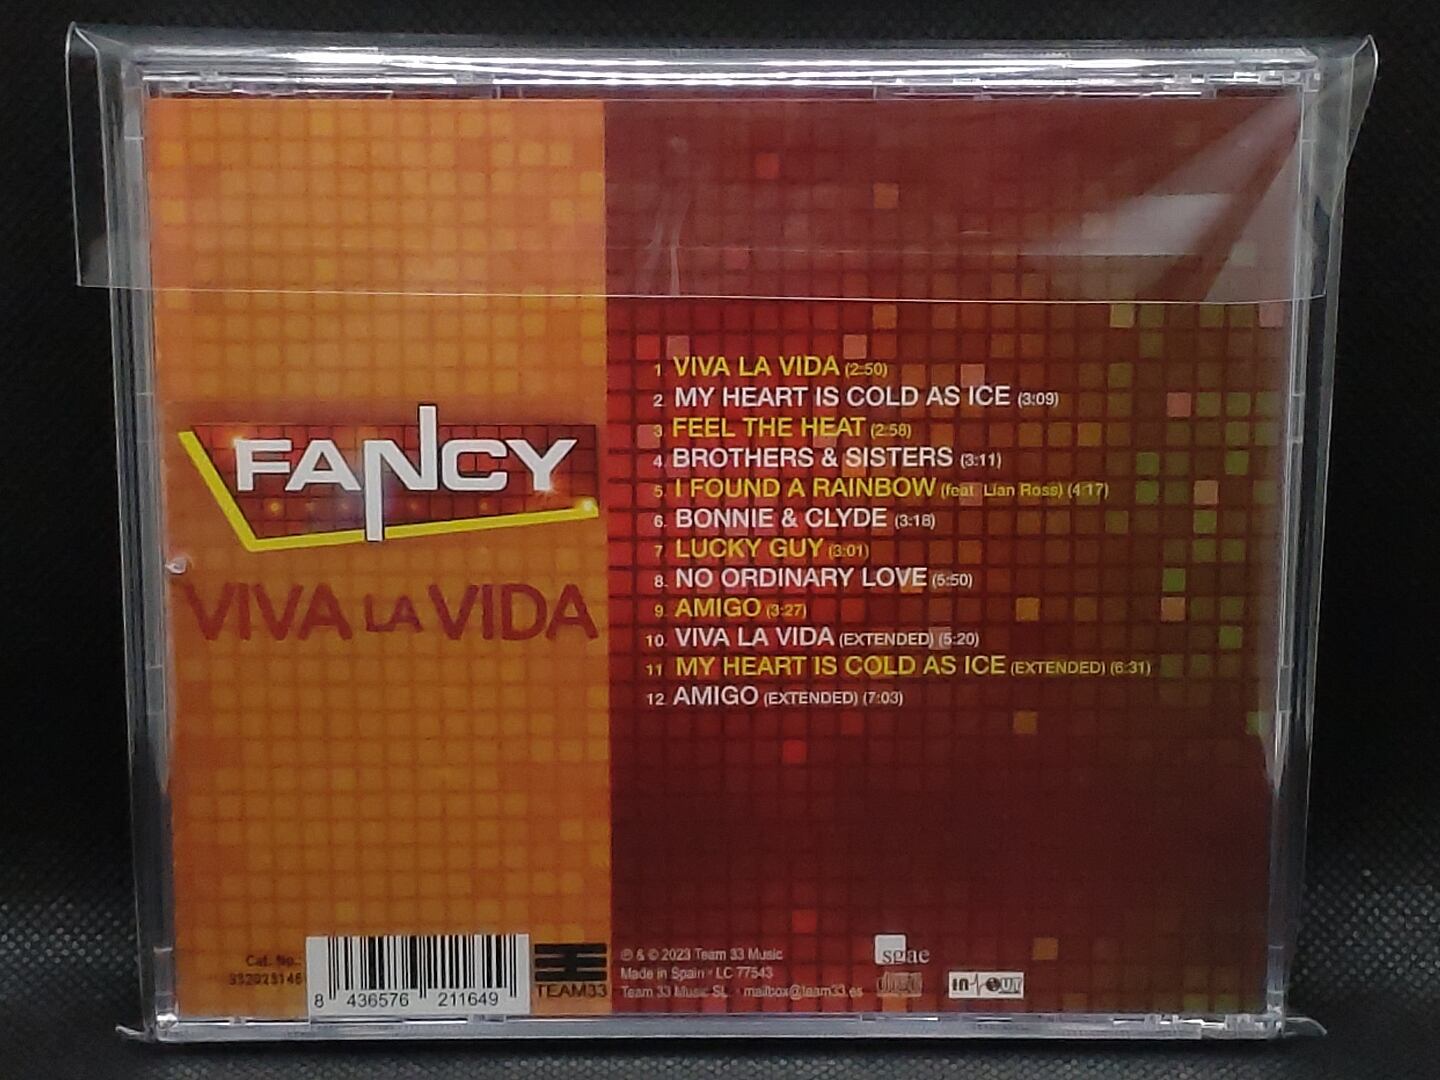 1. VIVA LA VIDA (2:50)
2. MY HEART IS COLD AS ICE (3:09)
3. FEEL THE HEAT (2:58)
4. BROTHERS & SISTERS (3:11)
5. I FOUND A RAINBOW (feat. Lian Ross) (4:17)
6. BONNIE & CLYDE (3:18)
7. LUCKY GUY (3:01)
8. NO ORDINARY LOVE (5:50)
9. AMIGO (3:27)
10. VIVA LA VIDA (EXTENDED) (5:20)
11. MY HEART IS COLD AS ICE (EXTENDED) (6:31)
12. AMIGO (EXTENDED) (7:03)
FANCY
VIVA LA VIDA
Cat. No.:
8 436576 211649
TEAM33
℗ & © 2023 Team 33 Music
Made in Spain • LC 77543
Team 33 Music SL. • mailbox@team33.es
sgae
IN OUT